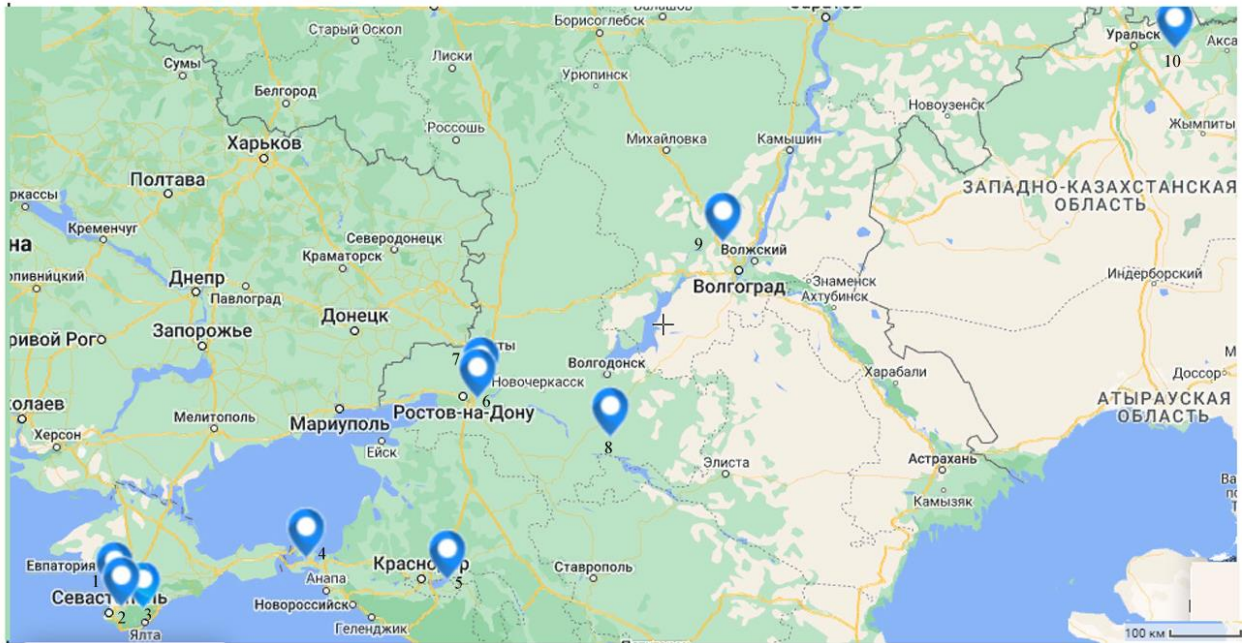 Борисоглебск
Старый Оскол
Лиски
Уральск
Сумы
10
Урюпинск
Белгород
Новоузенск
Россошь
Жымпиты
Михайловка
Камышин
Харьков
Полтава
ЗАПАДНО-КАЗАХСТАНСКАЯ
ОБЛАСТЬ
Кременчуг
на
Северодонецк
9
Волжский
Краматорск
Днепр
Индерборский
Знаменск
Волгоград
Павлоград
Ахтубинск
Донецк
Запорожье
7
ты
Волгодонск
Харабали
Доссор
Новочеркасск
6
АТЫРАУСКАЯ
ОБЛАСТЬ
Ростов-на-Дону
Мелитополь
Мариуполь
Херсон
8
Ейск
Элиста
Астрахань
Камызяк
4
Евпатория
1
Краснодар
5
Ставрополь
Анапа
2
3
Новороссийск
Ялта
Геленджик
100 км